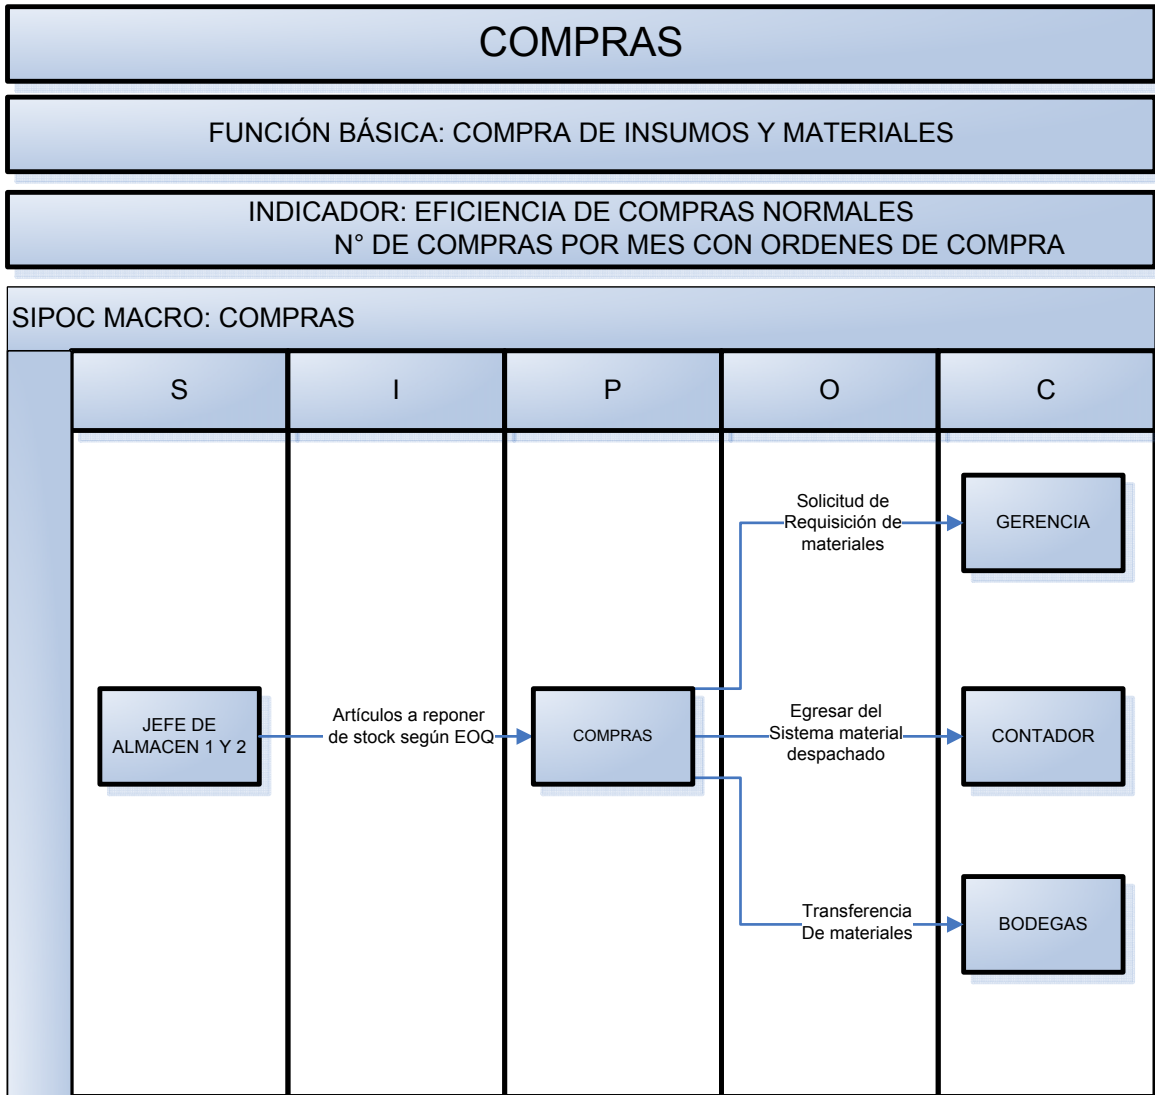 COMPRAS
FUNCIÓN BÁSICA: COMPRA DE INSUMOS Y MATERIALES
INDICADOR: EFICIENCIA DE COMPRAS NORMALES
N° DE COMPRAS POR MES CON ORDENES DE COMPRA
SIPOC MACRO: COMPRAS
S
I
P
O
C
JEFE DE
ALMACEN 1 Y 2
Artículos a reponer
de stock según EOQ
COMPRAS
Solicitud de
Requisición de
materiales
GERENCIA
Egresar del
Sistema material
despachado
CONTADOR
Transferencia
De materiales
BODEGAS